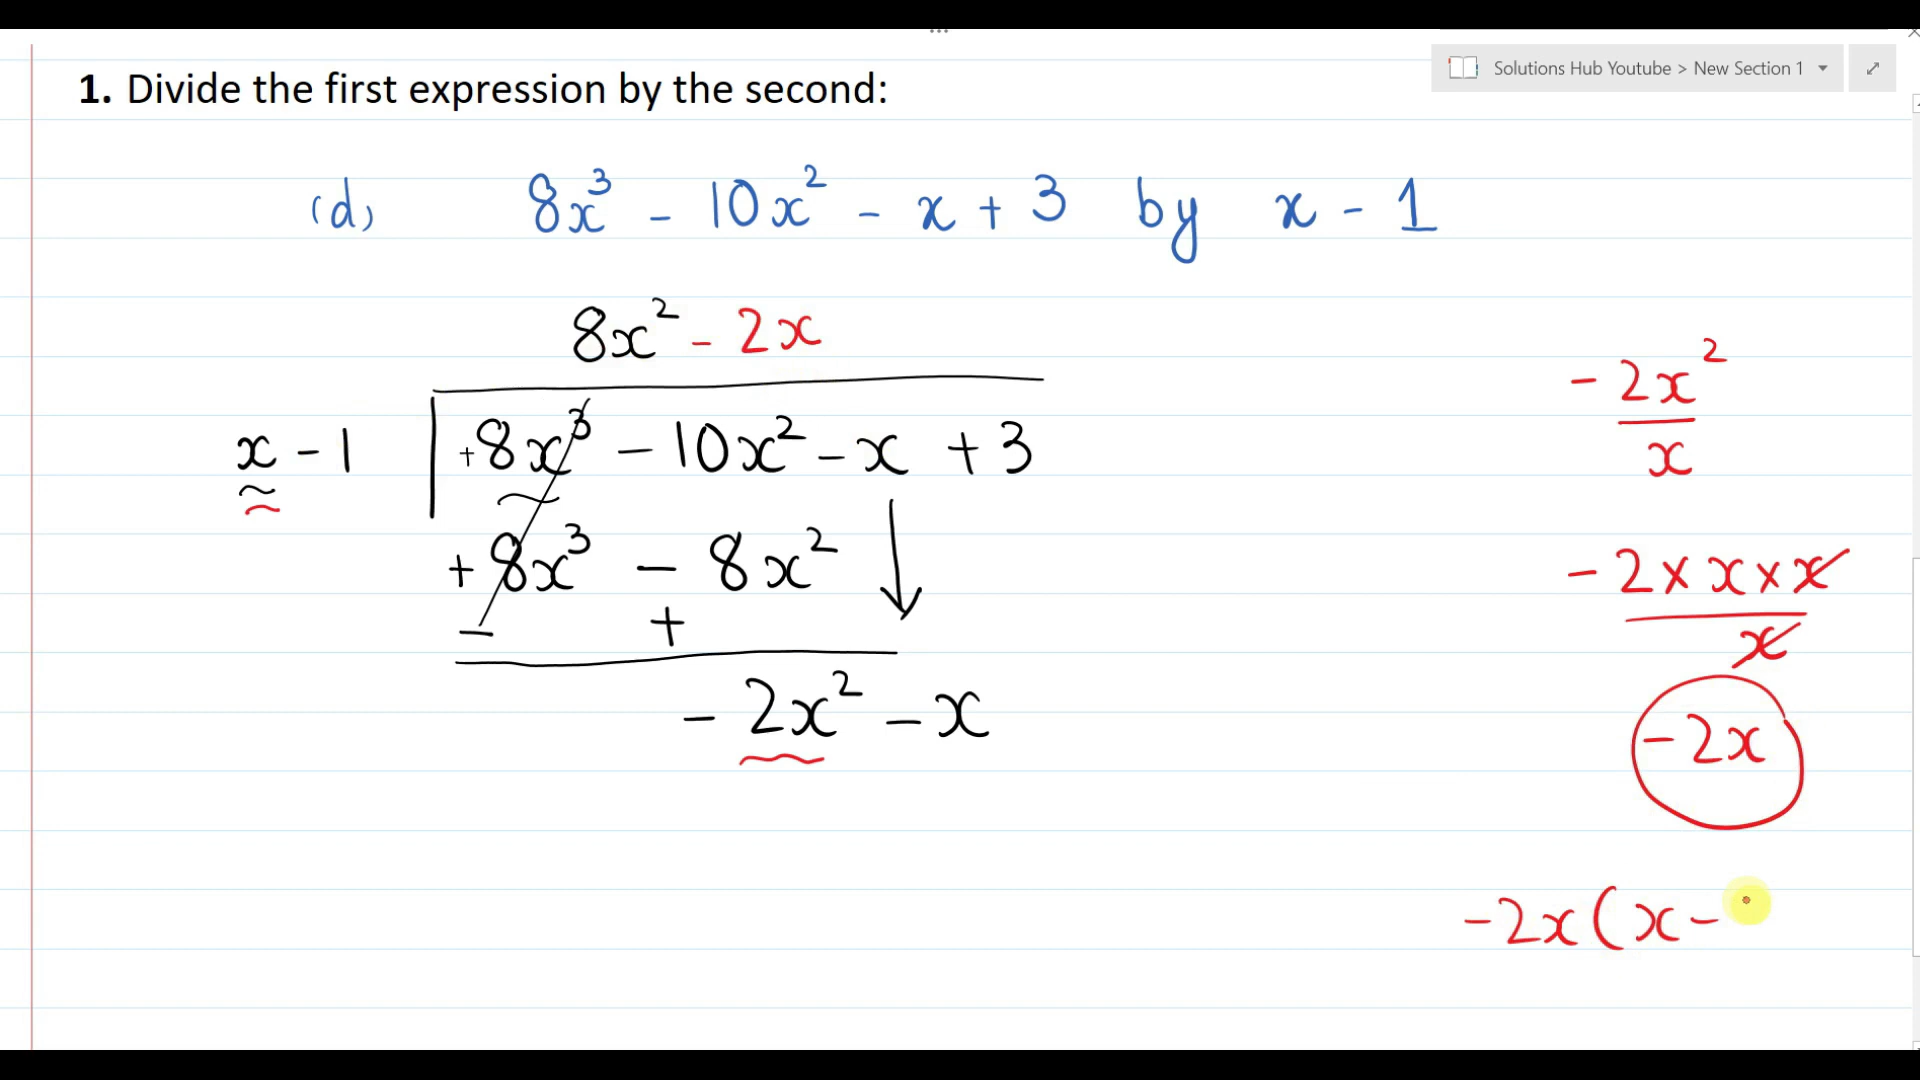 Solutions Hub Youtube > New Section 1
1. Divide the first expression by the second:
(d) 8x³ - 10x² - x + 3 by x - 1
8x² - 2x
x - 1 +8x³ - 10x² - x + 3
+ 8x³ - 8x²
- +
- 2x² - x
- 2x²
x
- 2 × x × x
x
- 2x
- 2x ( x -